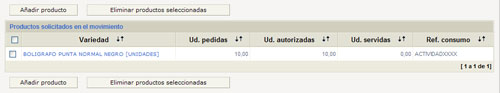 Añadir producto Eliminar productos seleccionados
Productos solicitados en el movimiento
Variedad Ud. pedidas Ud. autorizadas Ud. servidas Ref. consumo
BOLIGRAFO PUNTA NORMAL NEGRO [UNIDADES] 10,00 10,00 0,00 ACTIVIDADXXXX
[ 1 a 1 de 1]
Añadir producto Eliminar productos seleccionados